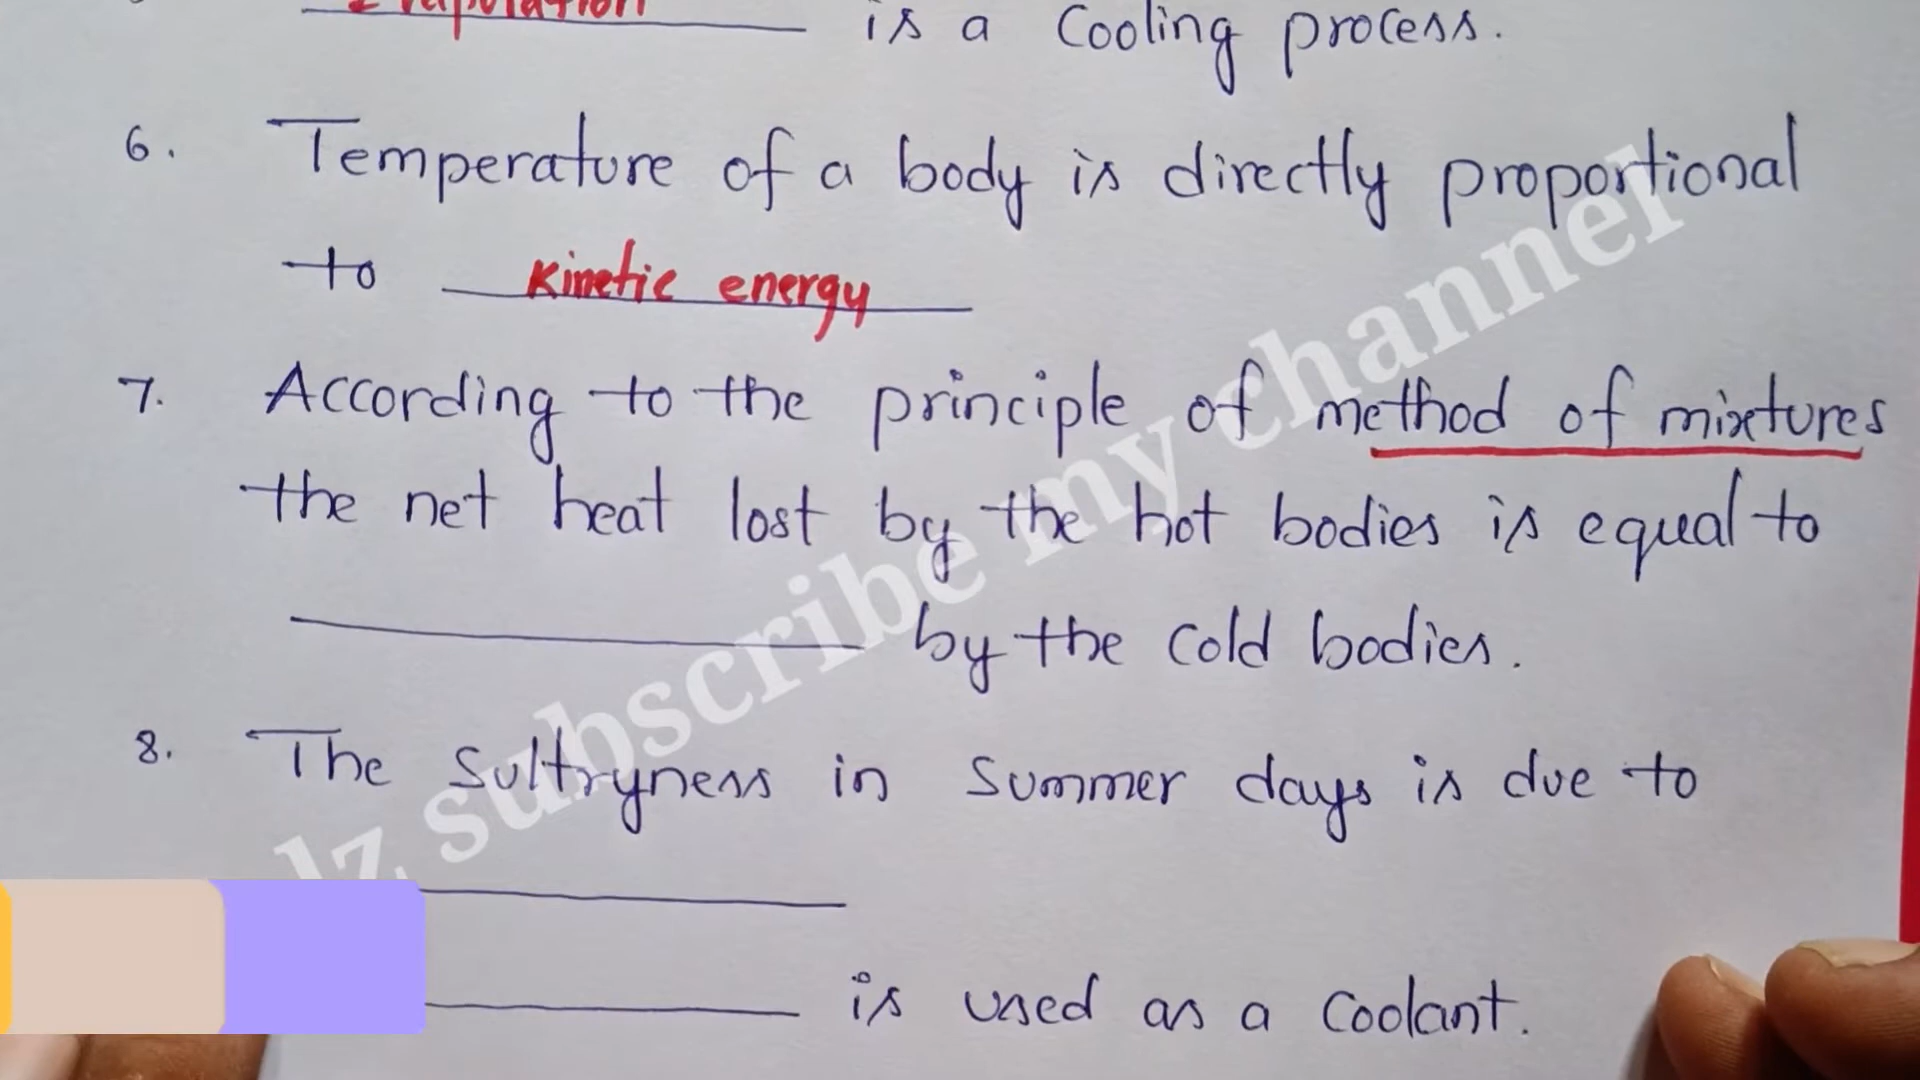 Evaporation is a Cooling process.
6. Temperature of a body is directly proportional
to Kinetic energy
7. According to the principle of method of mixtures
the net heat lost by the hot bodies is equal to
by the cold bodies.
8. The Sultryness in Summer days is due to
is used as a Coolant.
subscribe my channel